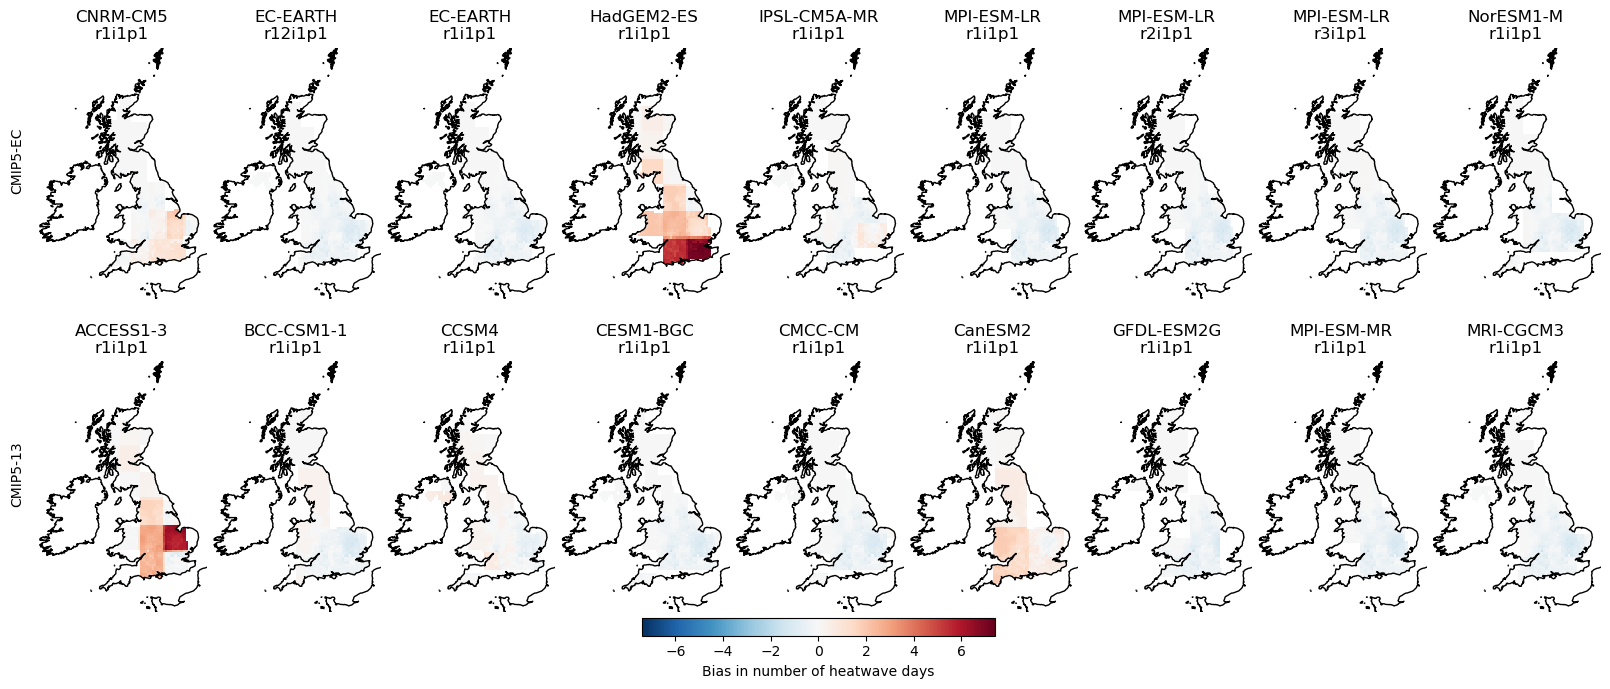 CNRM-CM5
r1i1p1
EC-EARTH
r12i1p1
EC-EARTH
r1i1p1
HadGEM2-ES
r1i1p1
IPSL-CM5A-MR
r1i1p1
MPI-ESM-LR
r1i1p1
MPI-ESM-LR
r2i1p1
MPI-ESM-LR
r3i1p1
NorESM1-M
r1i1p1
CMIP5-EC
ACCESS1-3
r1i1p1
BCC-CSM1-1
r1i1p1
CCSM4
r1i1p1
CESM1-BGC
r1i1p1
CMCC-CM
r1i1p1
CanESM2
r1i1p1
GFDL-ESM2G
r1i1p1
MPI-ESM-MR
r1i1p1
MRI-CGCM3
r1i1p1
CMIP5-13
−6 −4 −2 0 2 4 6
Bias in number of heatwave days